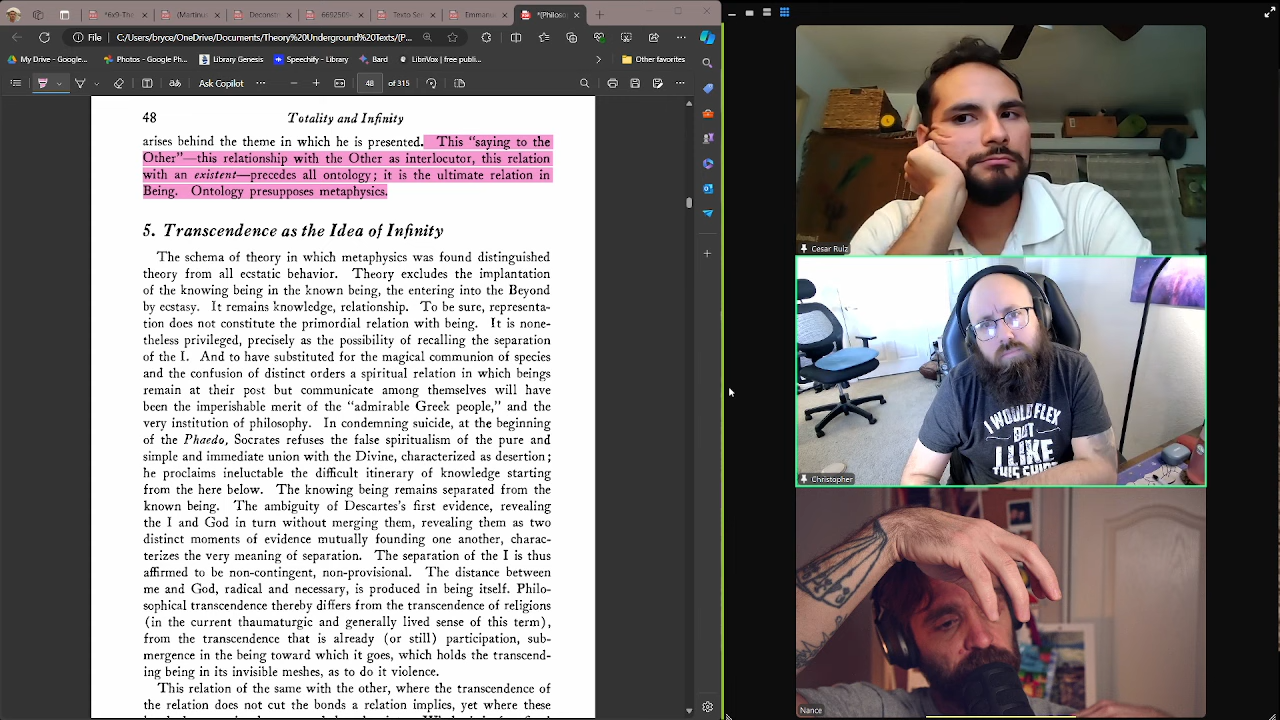 *6x9-The
(Martinus
Deconstr
669250fr
Texto Se
Emmanu
*(Philoso
File
C:/Users/bryce/OneDrive/Documents/Theory%20Underground%20Texts/(P...
My Drive - Google...
Photos - Google Ph...
Library Genesis
Speechify - Library
Bard
LibriVox | free publi...
Other favorites
Ask Copilot
48 of 315
48 Totality and Infinity
arises behind the theme in which he is presented. This “saying to the
Other”—this relationship with the Other as interlocutor, this relation
with an existent—precedes all ontology; it is the ultimate relation in
Being. Ontology presupposes metaphysics.
5. Transcendence as the Idea of Infinity
The schema of theory in which metaphysics was found distinguished
theory from all ecstatic behavior. Theory excludes the implantation
of the knowing being in the known being, the entering into the Beyond
by ecstasy. It remains knowledge, relationship. To be sure, representa-
tion does not constitute the primordial relation with being. It is none-
theless privileged, precisely as the possibility of recalling the separation
of the I. And to have substituted for the magical communion of species
and the confusion of distinct orders a spiritual relation in which beings
remain at their post but communicate among themselves will have
been the imperishable merit of the “admirable Greek people,” and the
very institution of philosophy. In condemning suicide, at the beginning
of the Phaedo, Socrates refuses the false spiritualism of the pure and
simple and immediate union with the Divine, characterized as desertion;
he proclaims ineluctable the difficult itinerary of knowledge starting
from the here below. The knowing being remains separated from the
known being. The ambiguity of Descartes’s first evidence, revealing
the I and God in turn without merging them, revealing them as two
distinct moments of evidence mutually founding one another, charac-
terizes the very meaning of separation. The separation of the I is thus
affirmed to be non-contingent, non-provisional. The distance between
me and God, radical and necessary, is produced in being itself. Philo-
sophical transcendence thereby differs from the transcendence of religions
(in the current thaumaturgic and generally lived sense of this term),
from the transcendence that is already (or still) participation, sub-
mergence in the being toward which it goes, which holds the transcend-
ing being in its invisible meshes, as to do it violence.
This relation of the same with the other, where the transcendence of
the relation does not cut the bonds a relation implies, yet where these
Cesar Ruiz
I WOULD FLEX
BUT
I LIKE
THIS SHIRT
Christopher
Nance